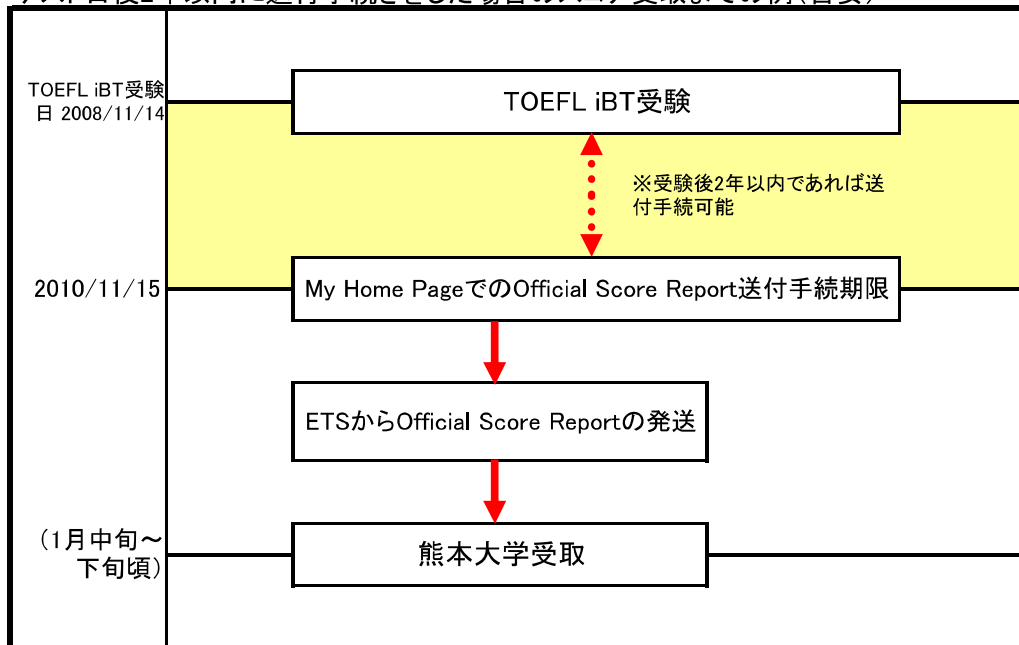 TOEFL iBT受験
日 2008/11/14
TOEFL iBT受験
※受験後2年以内であれば送
付手続可能
2010/11/15
My Home PageでのOfficial Score Report送付手続期限
ETSからOfficial Score Reportの発送
(1月中旬～
下旬頃)
熊本大学受取